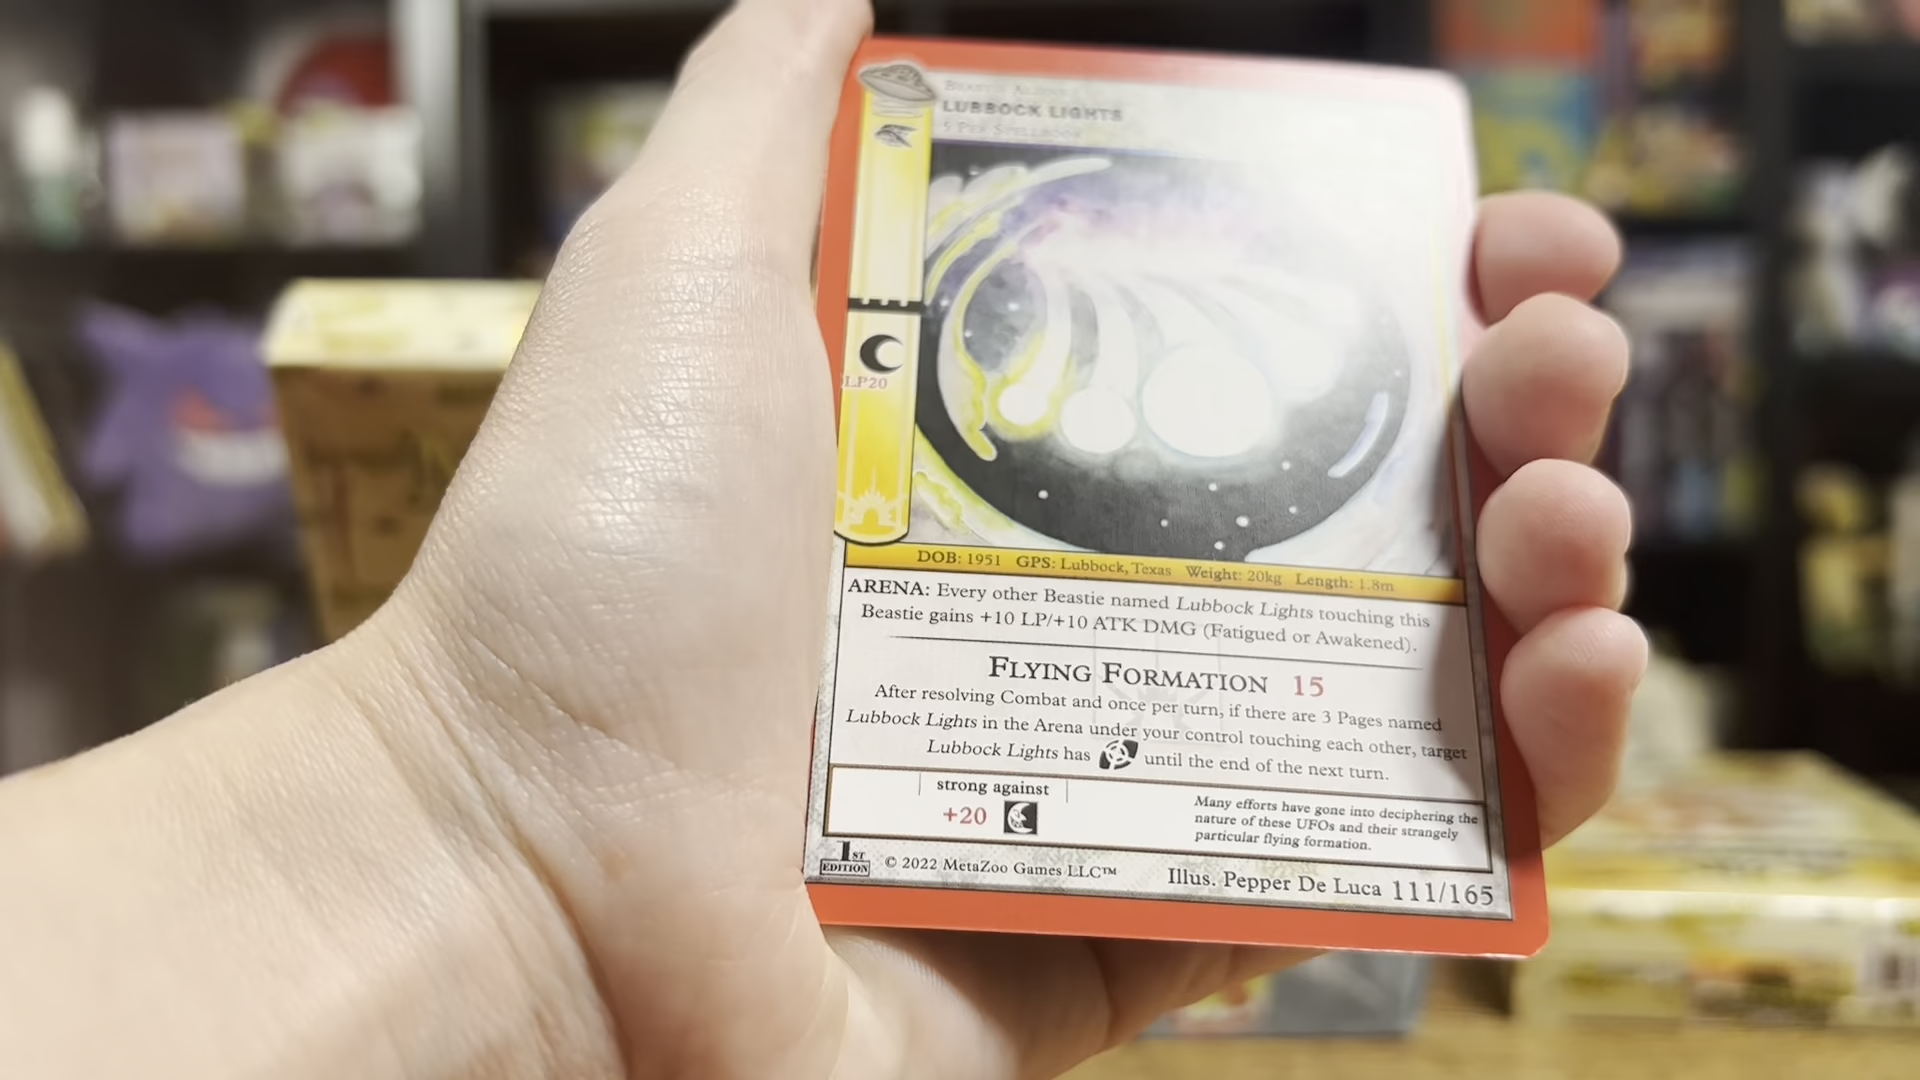 LUBBOCK LIGHTS
5 PER SPELLBOOK
LP20
DOB: 1951 GPS: Lubbock, Texas Weight: 20kg Length: 1.8m
ARENA: Every other Beastie named Lubbock Lights touching this
Beastie gains +10 LP/+10 ATK DMG (Fatigued or Awakened).
FLYING FORMATION 15
After resolving Combat and once per turn, if there are 3 Pages named
Lubbock Lights in the Arena under your control touching each other, target
Lubbock Lights has until the end of the next turn.
strong against
+20
Many efforts have gone into deciphering the
nature of these UFOs and their strangely
particular flying formation.
1ST
EDITION
© 2022 MetaZoo Games LLC™
Illus. Pepper De Luca 111/165